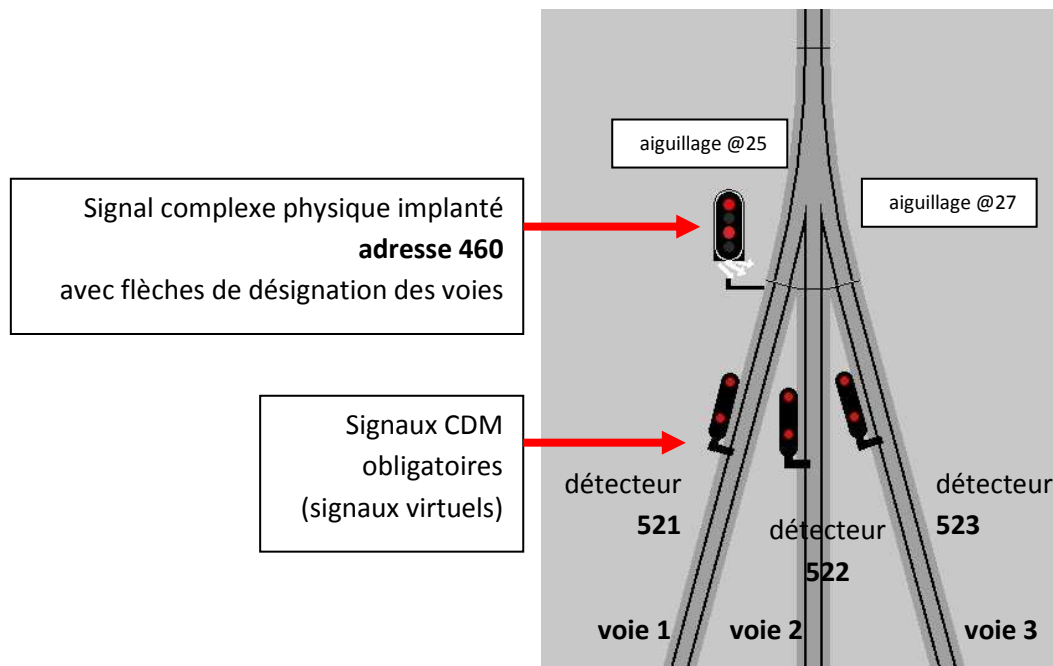 aiguillage @25
aiguillage @27
Signal complexe physique implanté
adresse 460
avec flèches de désignation des voies
Signaux CDM
obligatoires
(signaux virtuels)
détecteur
521
détecteur
522
détecteur
523
voie 1
voie 2
voie 3